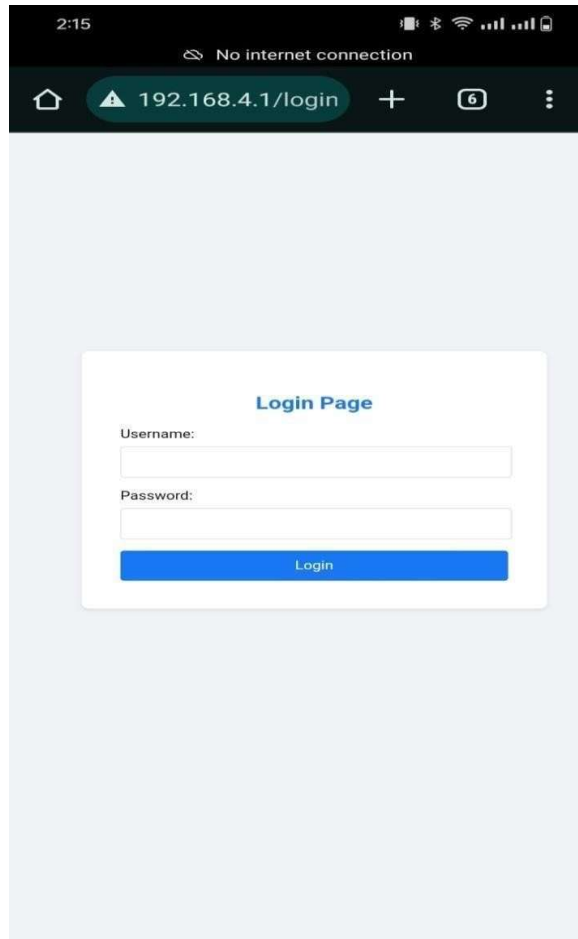 2:15
No internet connection
192.168.4.1/login
6
Login Page
Username:
Password:
Login